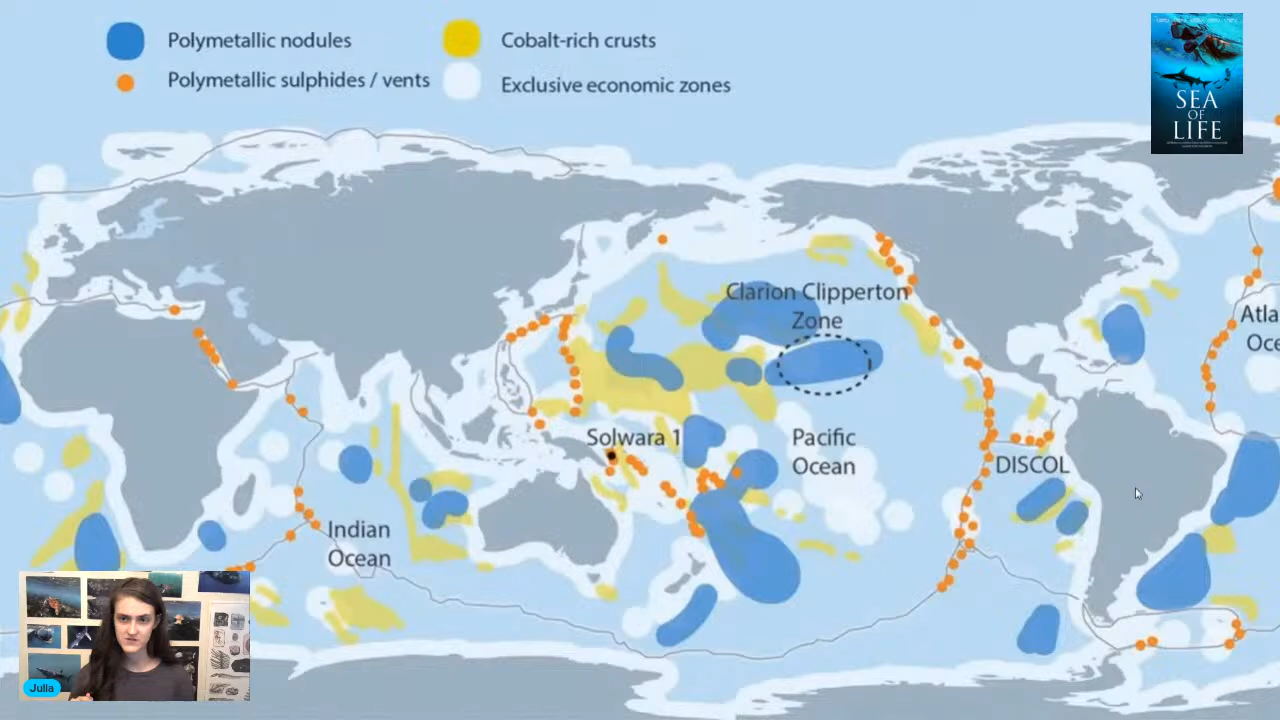 Polymetallic nodules
Cobalt-rich crusts
Polymetallic sulphides / vents
Exclusive economic zones
SEA
OF
LIFE
Clarion Clipperton
Zone
Atla
Oce
Solwara 1
Pacific
Ocean
DISCOL
Indian
Ocean
Julia